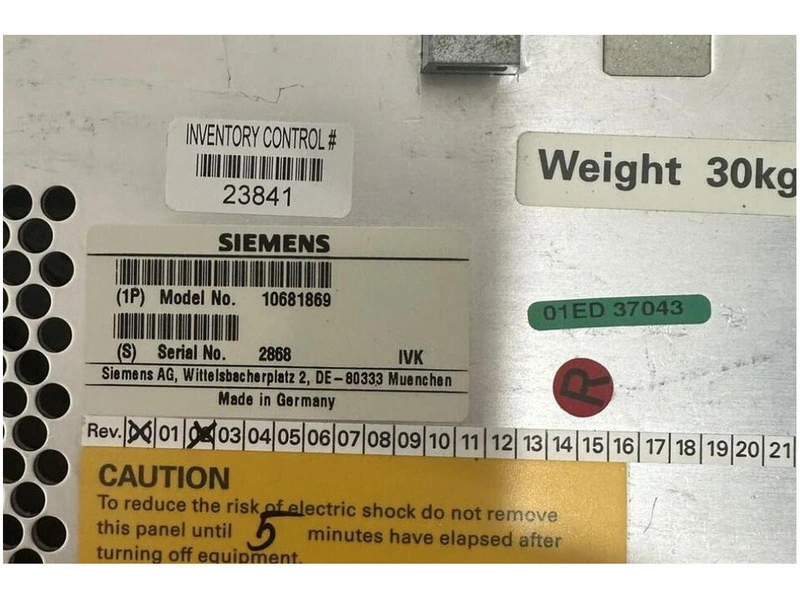 INVENTORY CONTROL #
23841
Weight 30kg
SIEMENS
(1P) Model No. 10681869
01ED 37043
(S) Serial No. 2868 IVK
Siemens AG, Wittelsbacherplatz 2, DE-80333 Muenchen
Made in Germany
R
Rev. 00 01 02 03 04 05 06 07 08 09 10 11 12 13 14 15 16 17 18 19 20 21
CAUTION
To reduce the risk of electric shock do not remove
this panel until 5 minutes have elapsed after
turning off equipment.